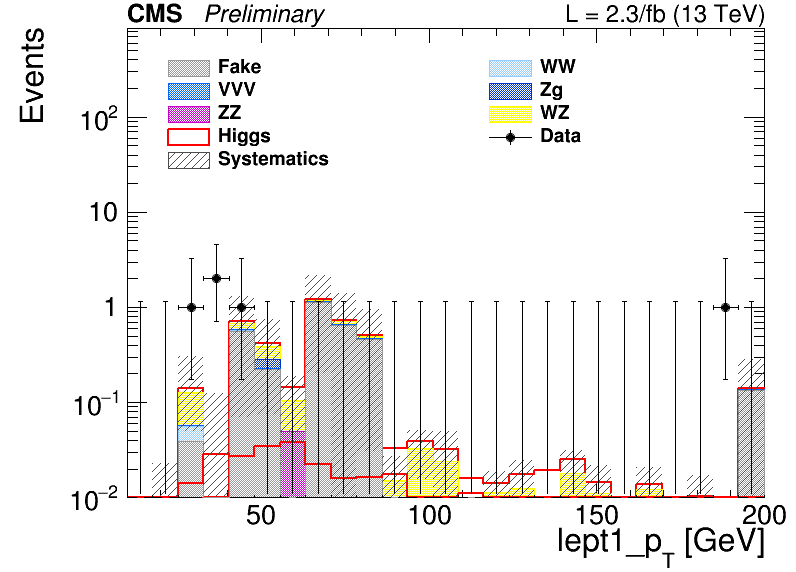 CMS Preliminary L = 2.3/fb (13 TeV)
Events
Fake
VVV
ZZ
Higgs
Systematics
WW
Zg
WZ
Data
10²
10
1
10⁻¹
10⁻²
50 100 150 200
lept1_p_T [GeV]